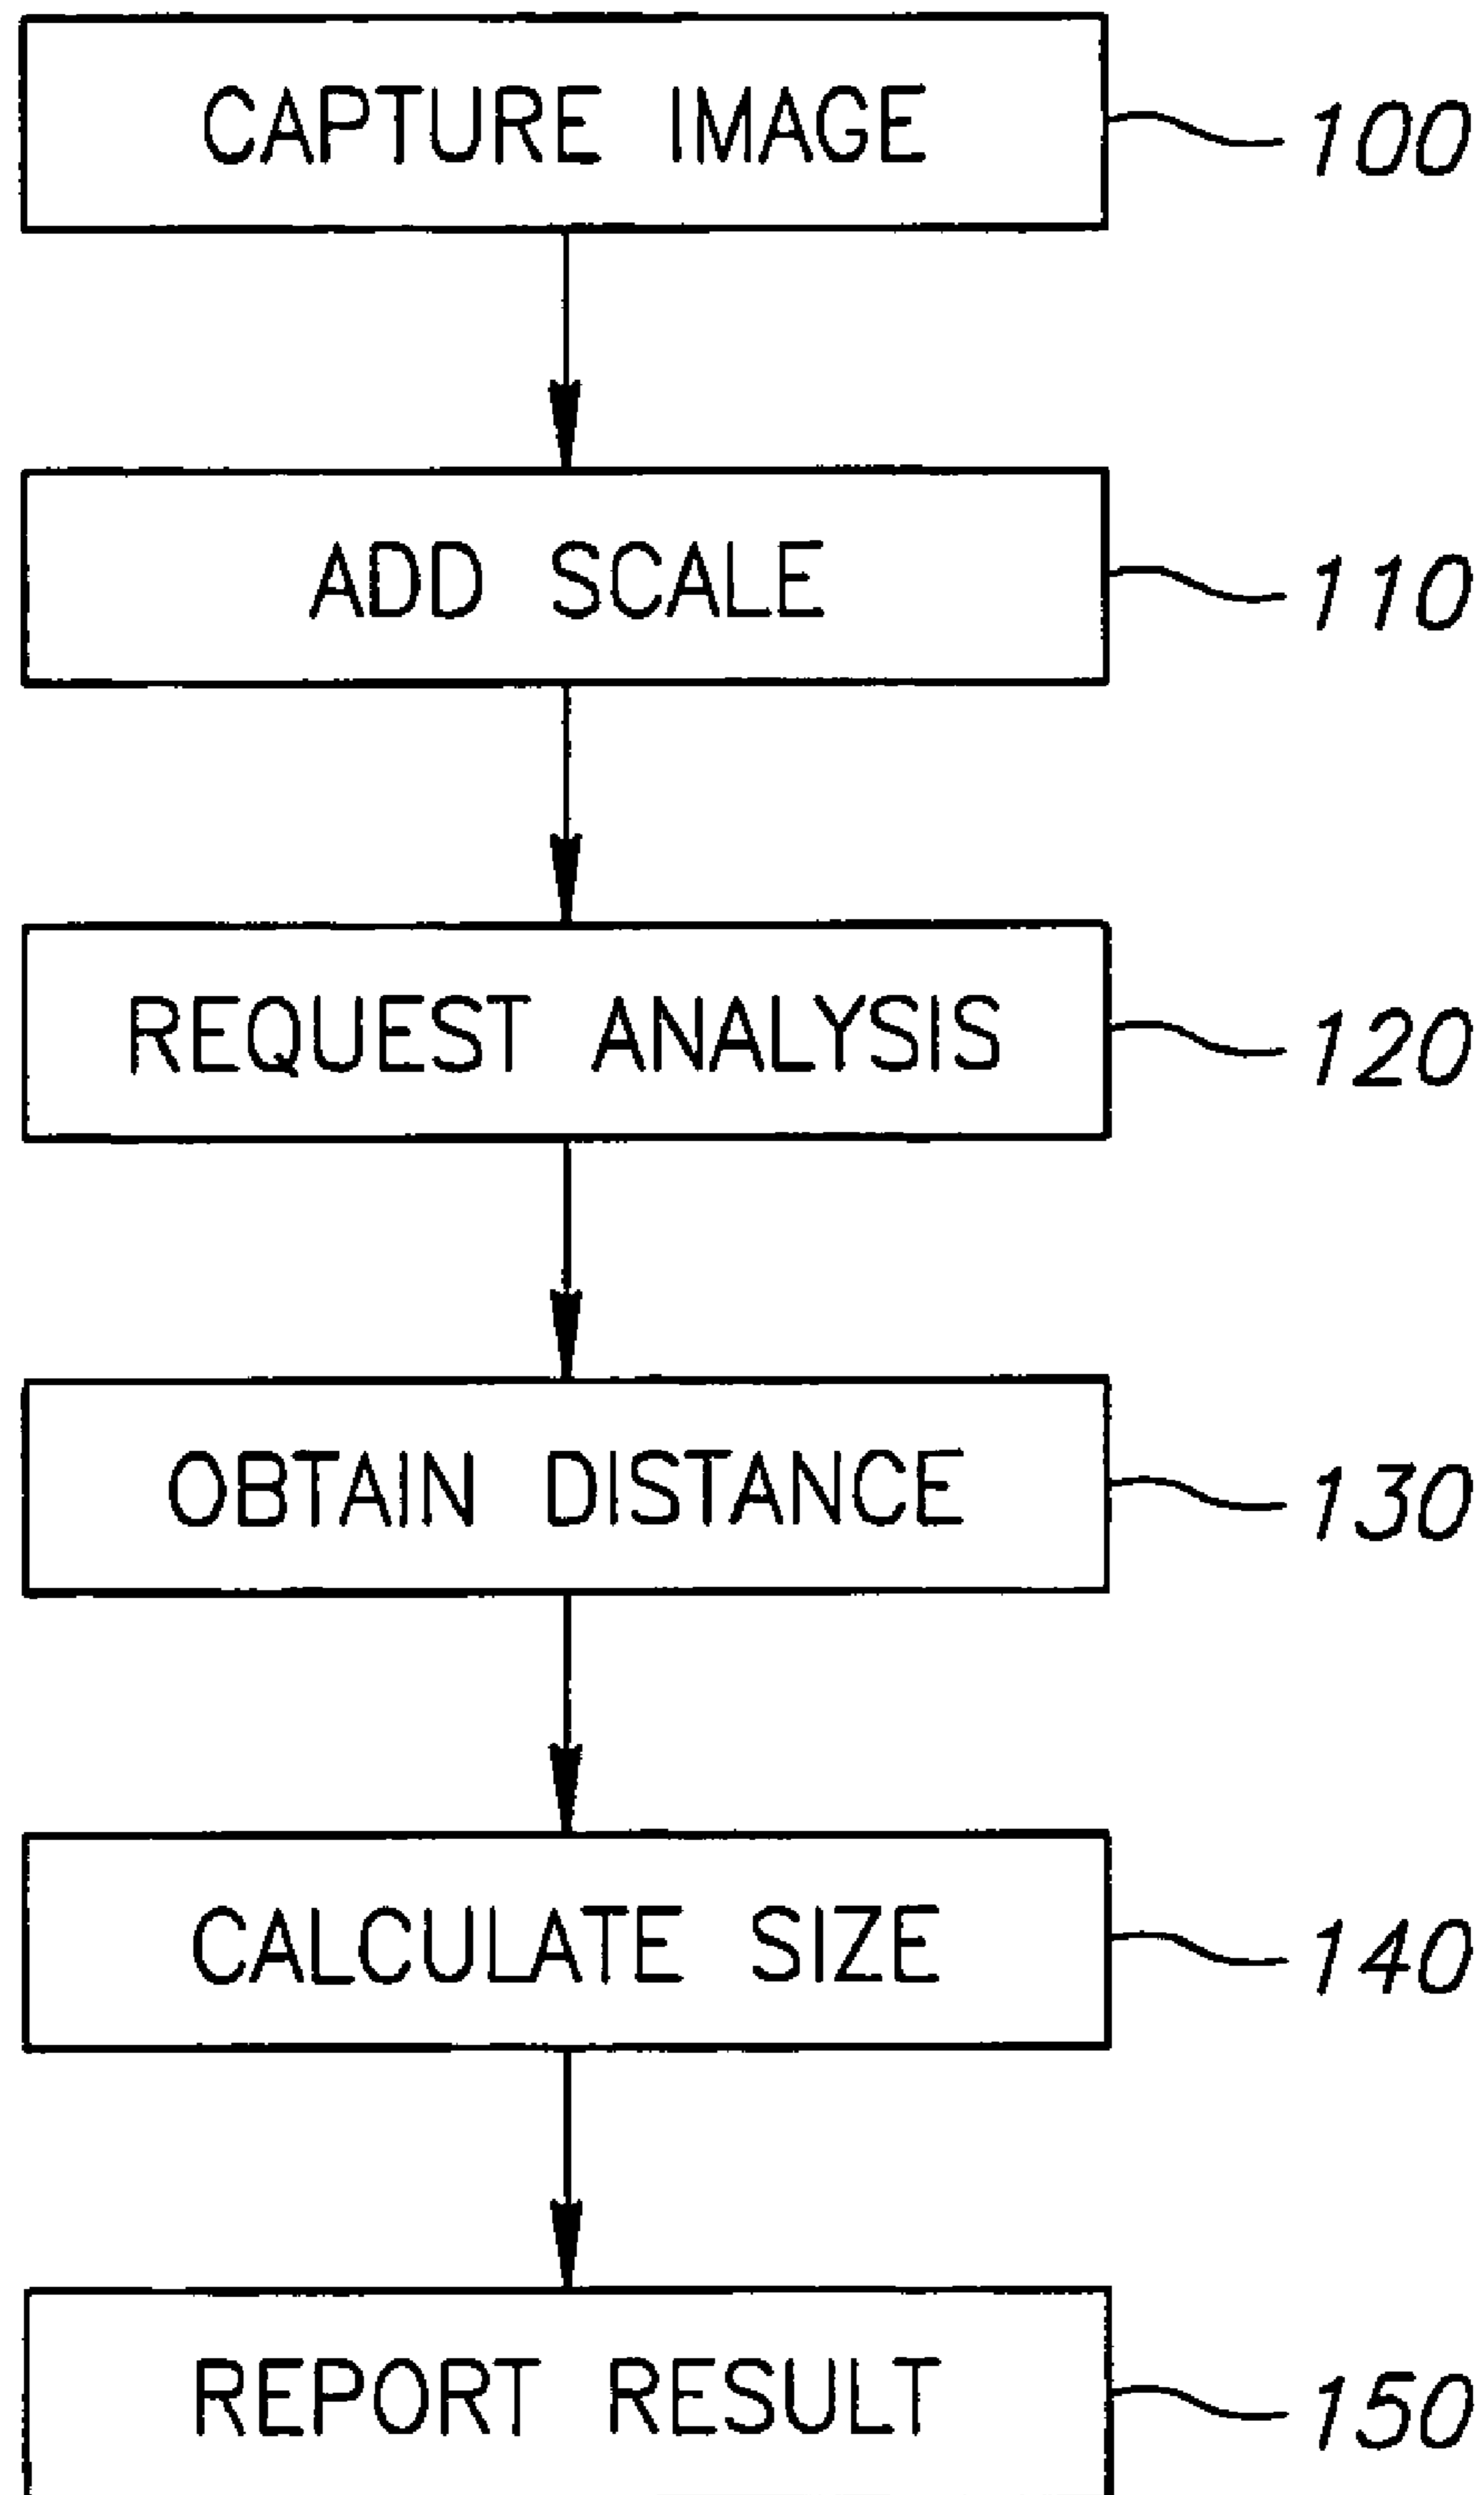 CAPTURE IMAGE 100
ADD SCALE 110
REQUEST ANALYSIS 120
OBTAIN DISTANCE 130
CALCULATE SIZE 140
REPORT RESULT 150